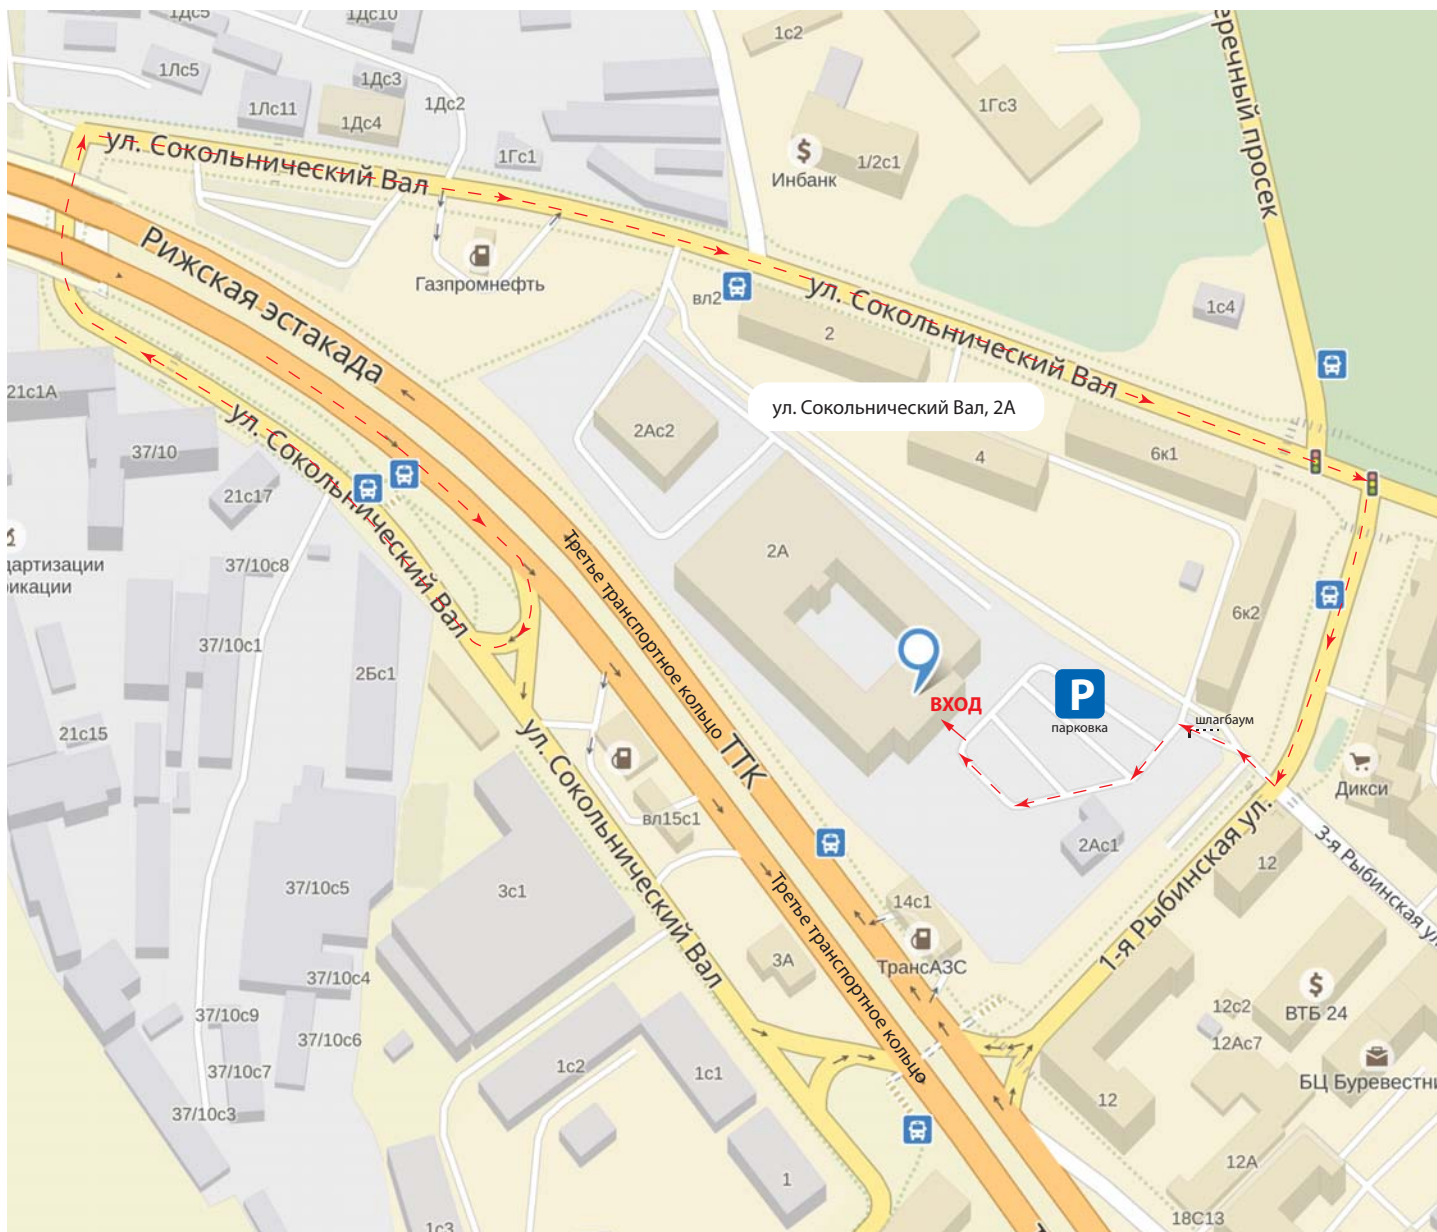 1Дс5
1Дс10
1с2
1Лс5
1Дс3
1Лс11
1Дс2
1Дс4
1Гс3
1Гс1
ул. Сокольнический Вал
Инбанк
1/2с1
еречный просек
Рижская эстакада
Газпромнефть
вл2
2
ул. Сокольнический Вал
1с4
21с1А
37/10
ул. Сокольнический Вал
2Ас2
ул. Сокольнический Вал, 2А
4
6к1
21с17
дартизации
икации
37/10с8
Третье транспортное кольцо
2А
6к2
37/10с1
2Бс1
ВХОД
P
парковка
шлагбаум
21с15
ул. Сокольнический Вал
ТТК
Дикси
вл15с1
2Ас1
12
1-я Рыбинская ул.
3-я Рыбинская ул
37/10с5
3с1
Третье транспортное кольцо
14с1
ТрансАЗС
3А
37/10с4
37/10с9
37/10с6
12с2
ВТБ 24
12Ас7
37/10с7
1с2
1с1
БЦ Буревестни
37/10с3
12
12А
1
18С13
1с3